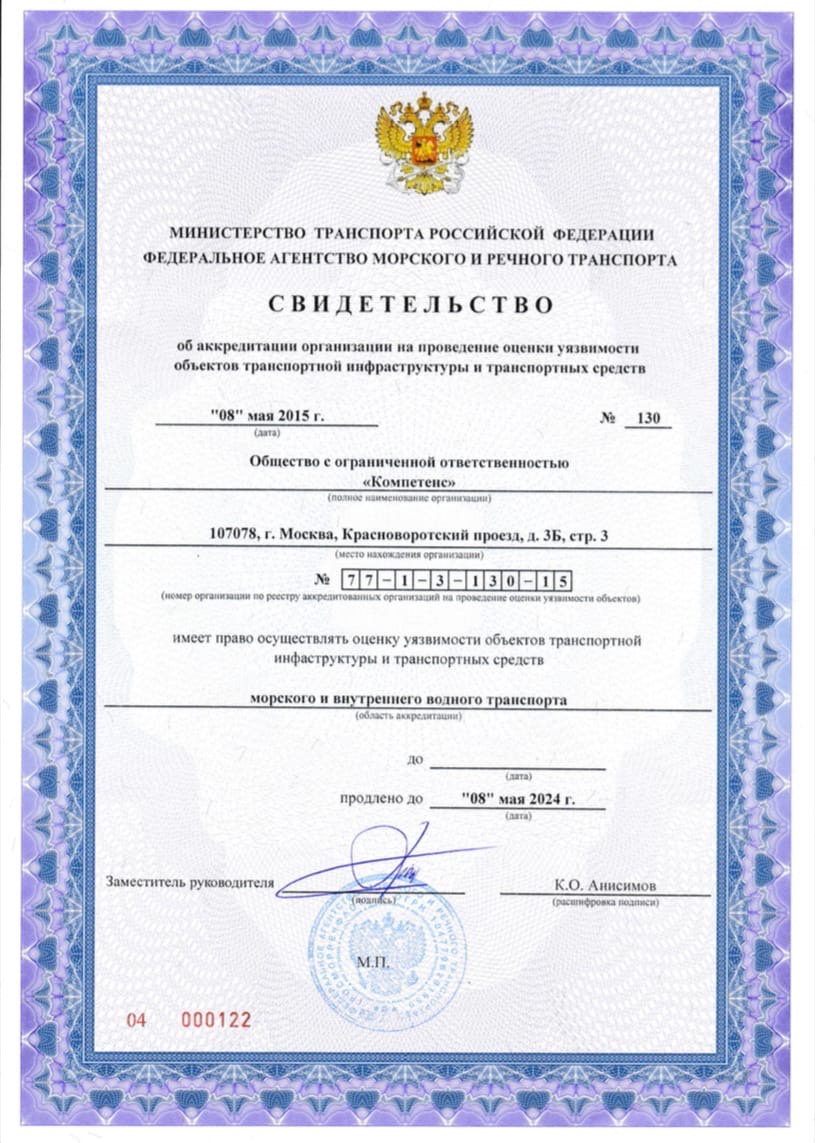 МИНИСТЕРСТВО ТРАНСПОРТА РОССИЙСКОЙ ФЕДЕРАЦИИ
ФЕДЕРАЛЬНОЕ АГЕНТСТВО МОРСКОГО И РЕЧНОГО ТРАНСПОРТА
СВИДЕТЕЛЬСТВО
об аккредитации организации на проведение оценки уязвимости
объектов транспортной инфраструктуры и транспортных средств
"08" мая 2015 г. № 130
(дата)
Общество с ограниченной ответственностью
«Компетенс»
(полное наименование организации)
107078, г. Москва, Красноворотский проезд, д. 3Б, стр. 3
(место нахождения организации)
№ 77-1-3-130-15
(номер организации по реестру аккредитованных организаций на проведение оценки уязвимости объектов)
имеет право осуществлять оценку уязвимости объектов транспортной
инфаструктуры и транспортных средств
морского и внутреннего водного транспорта
(область аккредитации)
до
(дата)
продлено до "08" мая 2024 г.
(дата)
Заместитель руководителя К.О. Анисимов
(подпись) (расшифровка подписи)
М.П.
04 000122